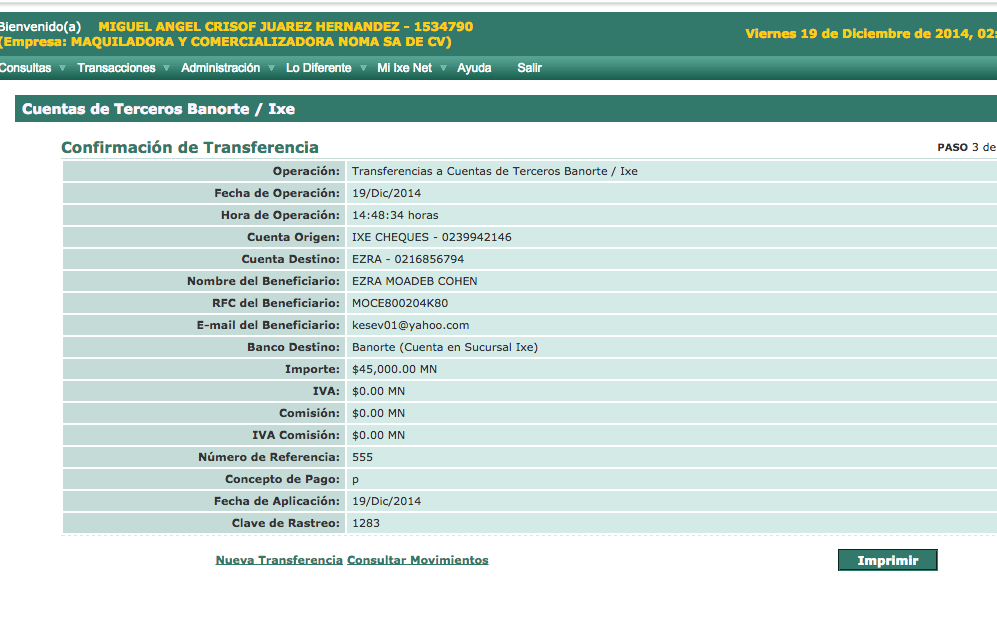 Bienvenido(a) MIGUEL ANGEL CRISOF JUAREZ HERNANDEZ - 1534790
(Empresa: MAQUILADORA Y COMERCIALIZADORA NOMA SA DE CV)
Viernes 19 de Diciembre de 2014, 02:
Consultas Transacciones Administración Lo Diferente Mi Ixe Net Ayuda Salir
Cuentas de Terceros Banorte / Ixe
Confirmación de Transferencia
PASO 3 de
Operación: Transferencias a Cuentas de Terceros Banorte / Ixe
Fecha de Operación: 19/Dic/2014
Hora de Operación: 14:48:34 horas
Cuenta Origen: IXE CHEQUES - 0239942146
Cuenta Destino: EZRA - 0216856794
Nombre del Beneficiario: EZRA MOADEB COHEN
RFC del Beneficiario: MOCE800204K80
E-mail del Beneficiario: kesev01@yahoo.com
Banco Destino: Banorte (Cuenta en Sucursal Ixe)
Importe: $45,000.00 MN
IVA: $0.00 MN
Comisión: $0.00 MN
IVA Comisión: $0.00 MN
Número de Referencia: 555
Concepto de Pago: p
Fecha de Aplicación: 19/Dic/2014
Clave de Rastreo: 1283
Nueva Transferencia Consultar Movimientos
Imprimir